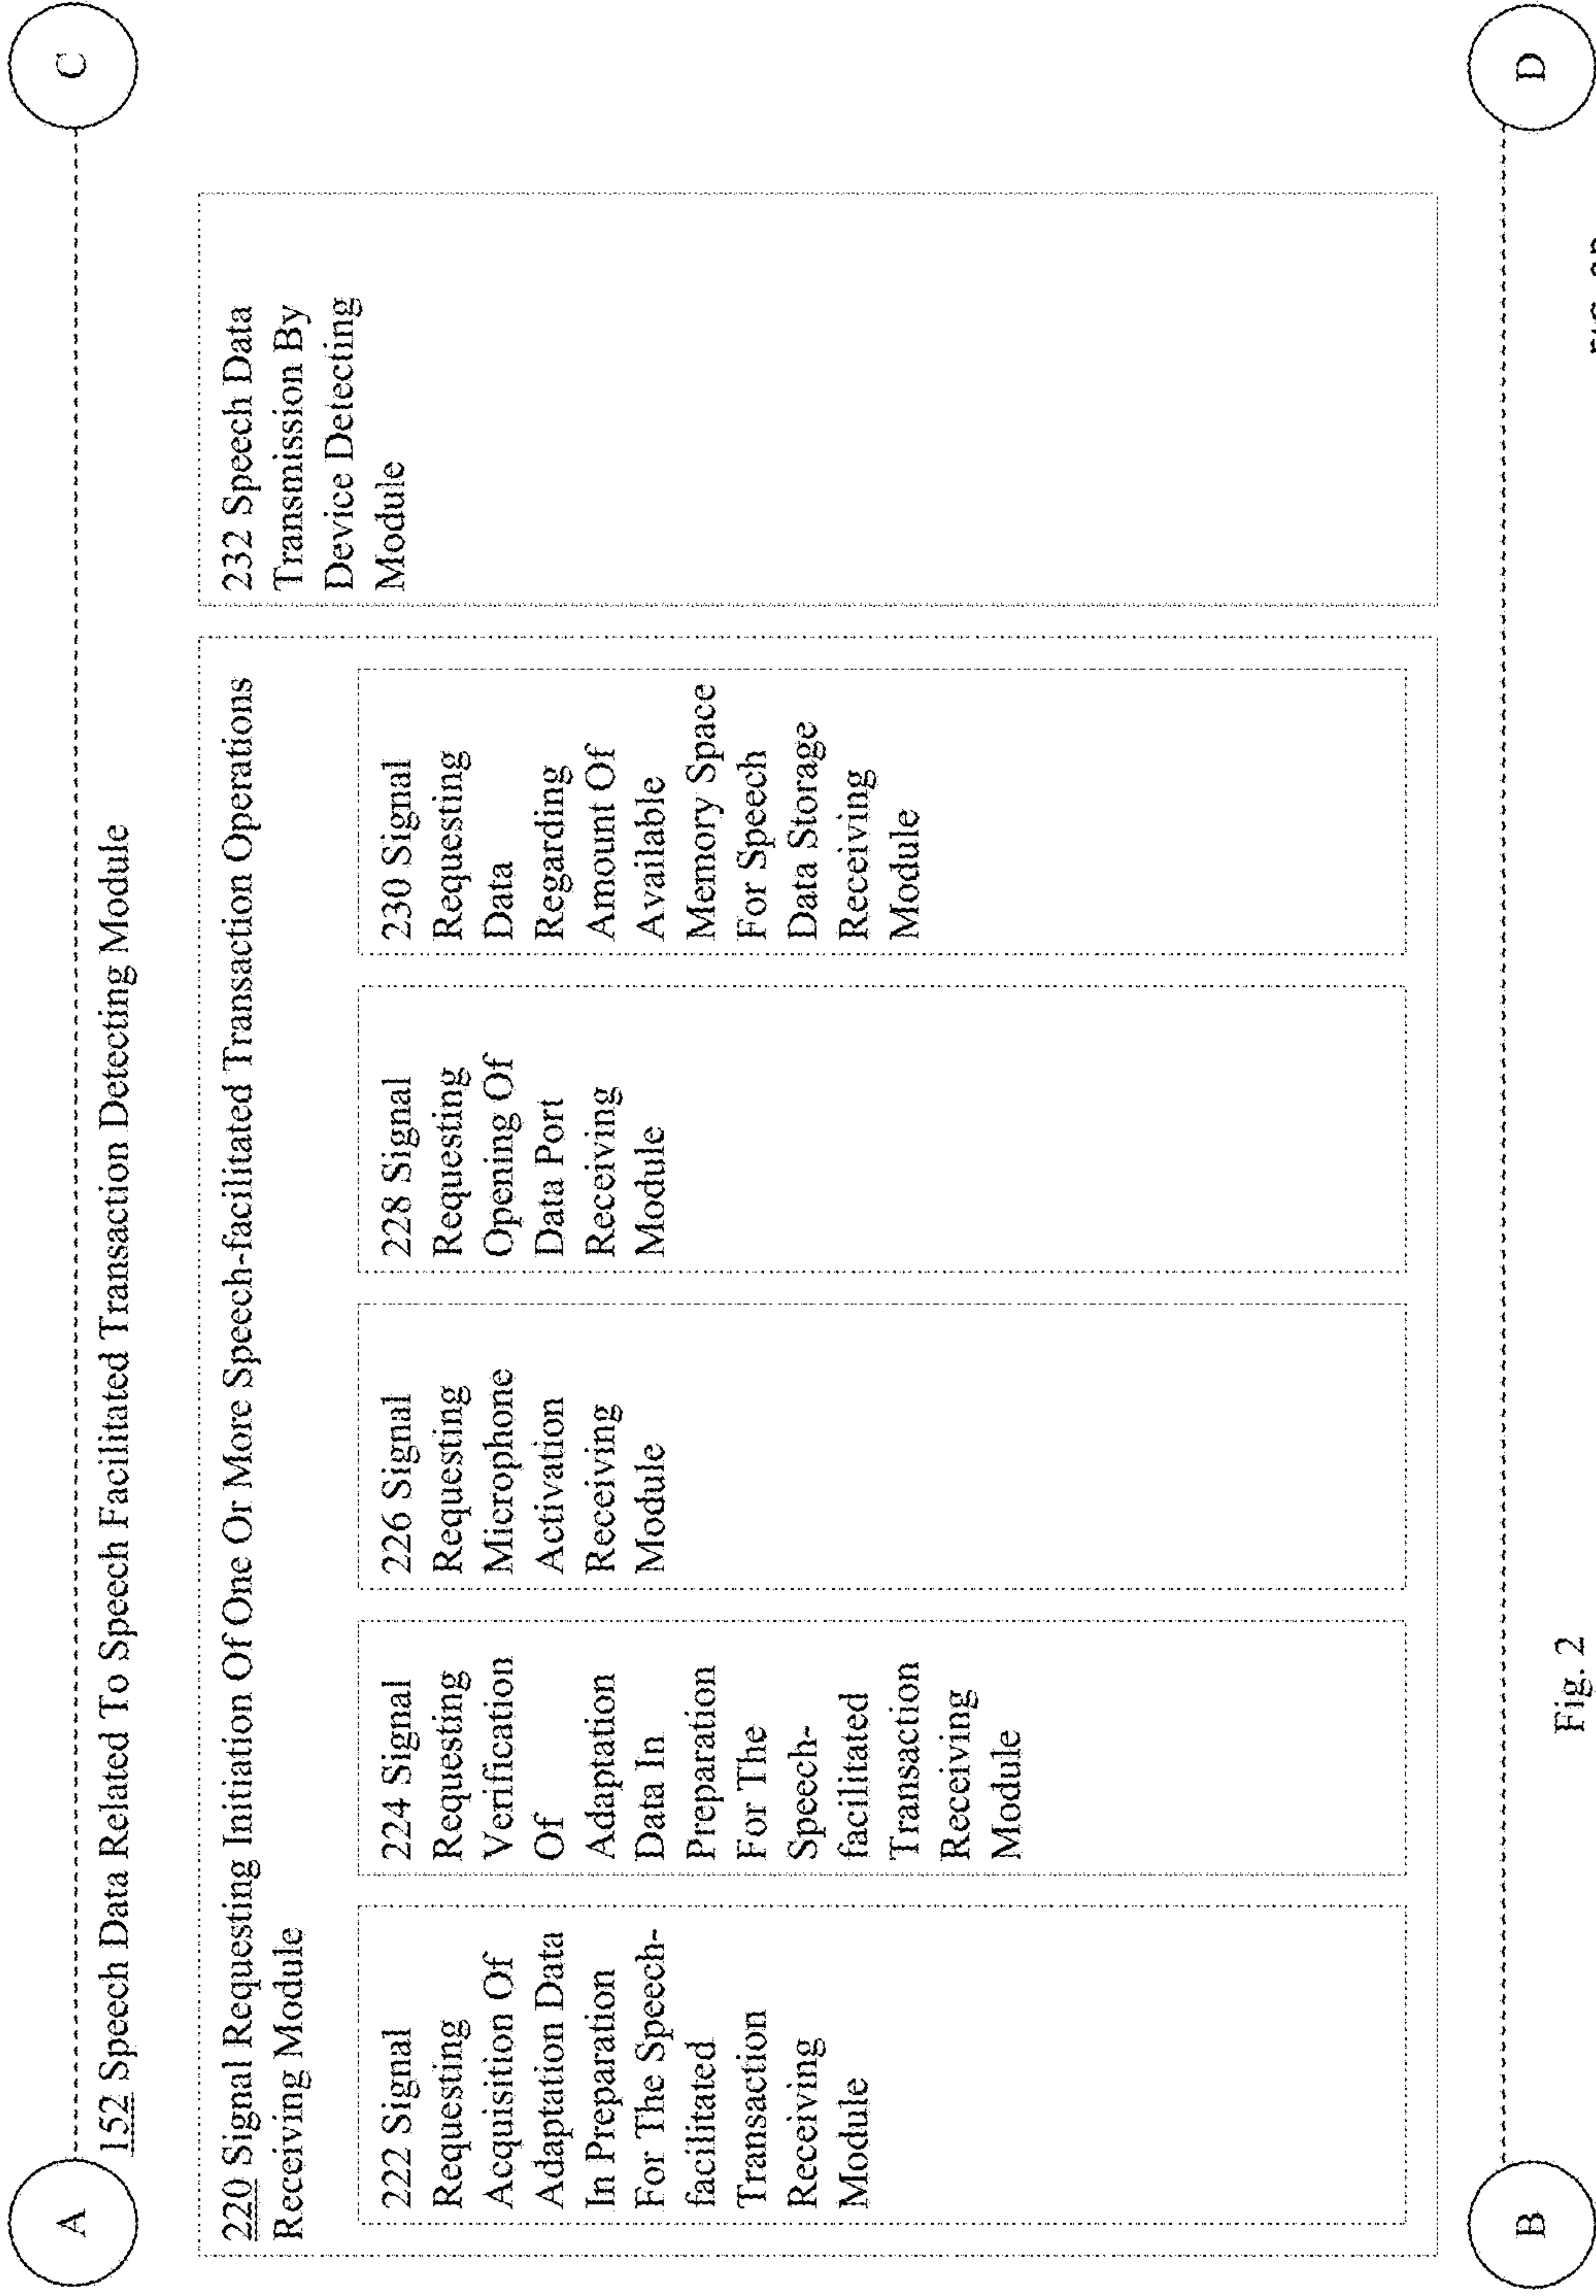 A
C
152 Speech Data Related To Speech Facilitated Transaction Detecting Module
220 Signal Requesting Initiation Of One Or More Speech-facilitated Transaction Operations
Receiving Module
222 Signal
Requesting
Acquisition Of
Adaptation Data
In Preparation
For The Speech-
facilitated
Transaction
Receiving
Module
224 Signal
Requesting
Verification
Of
Adaptation
Data In
Preparation
For The
Speech-
facilitated
Transaction
Receiving
Module
226 Signal
Requesting
Microphone
Activation
Receiving
Module
228 Signal
Requesting
Opening Of
Data Port
Receiving
Module
230 Signal
Requesting
Data
Regarding
Amount Of
Available
Memory Space
For Speech
Data Storage
Receiving
Module
232 Speech Data
Transmission By
Device Detecting
Module
B
D
Fig. 2